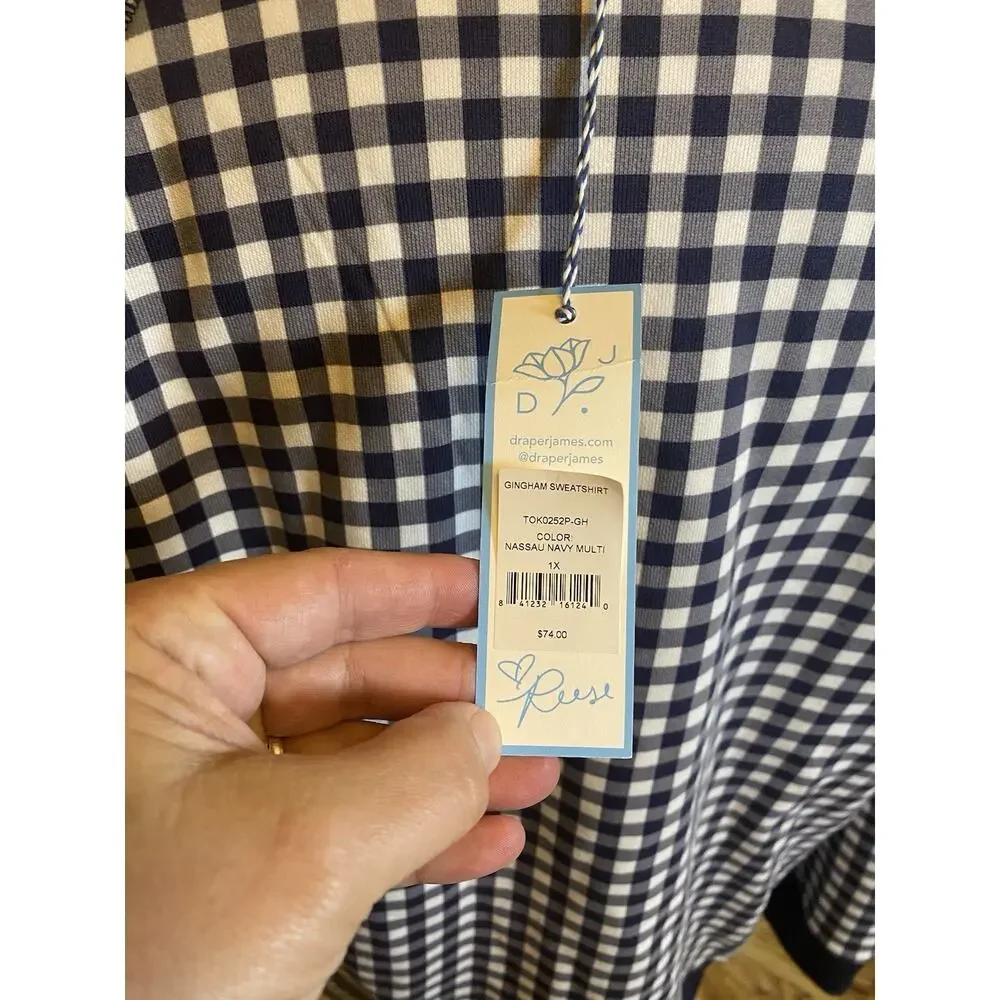 J
D .
draperjames.com
@draperjames
GINGHAM SWEATSHIRT
TOK0252P-GH
COLOR:
NASSAU NAVY MULTI
1X
8 41232 16124 0
$74.00
Reese